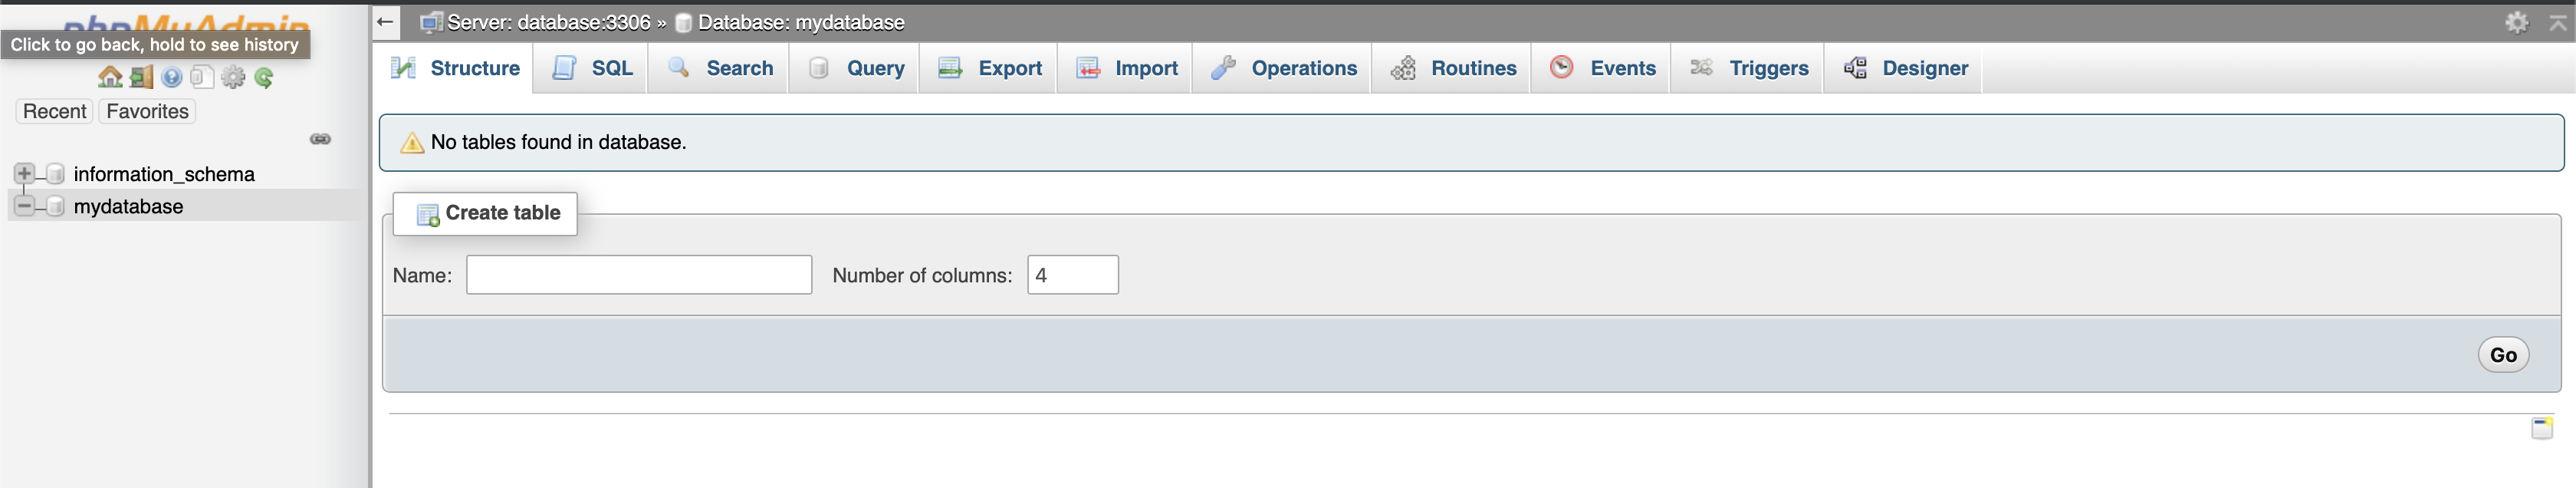 phpMyAdmin
Click to go back, hold to see history
Recent Favorites
information_schema
mydatabase
Server: database:3306 » Database: mydatabase
Structure SQL Search Query Export Import Operations Routines Events Triggers Designer
No tables found in database.
Create table
Name: Number of columns: 4
Go